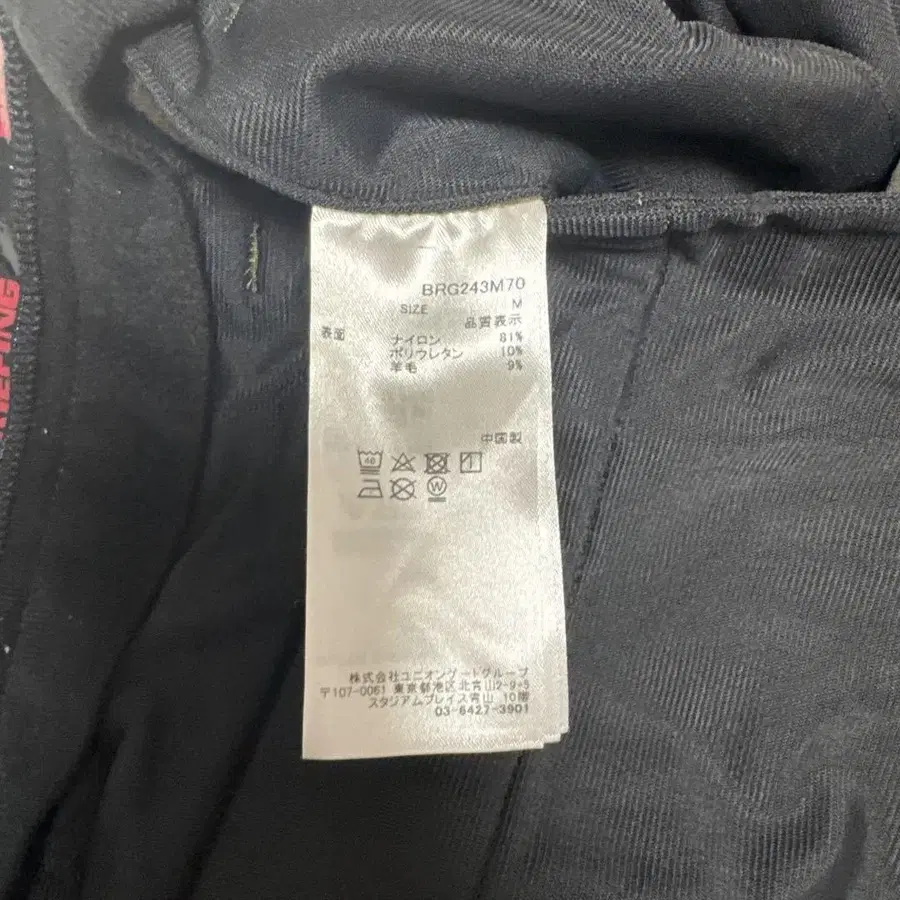 BRG243M70
SIZE M
品質表示
表面 ナイロン 81%
ポリウレタン 10%
羊毛 9%
中国製
40
W
株式会社ユニオンゲートグループ
〒107-0061 東京都港区北青山2-9-5
スタジアムプレイス青山 10階
03-6427-3901